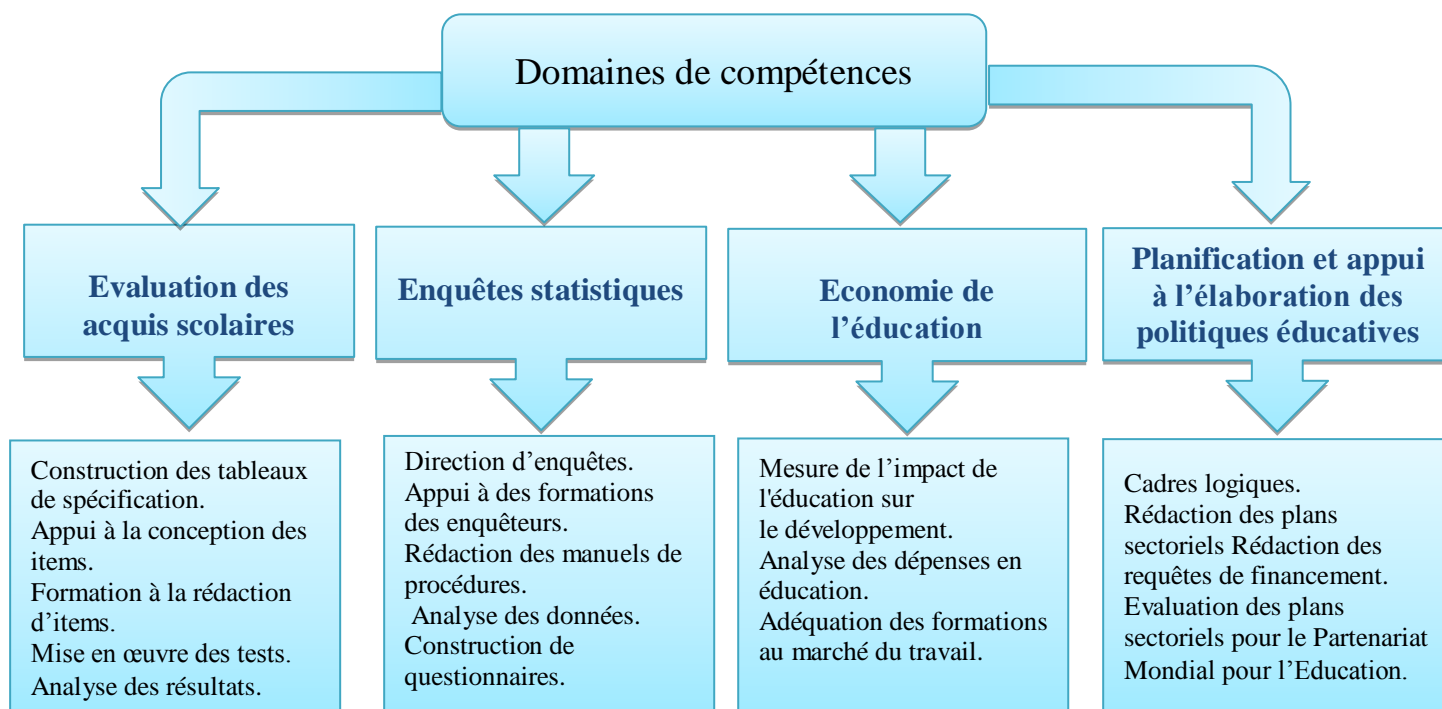 Domaines de compétences
Evaluation des
acquis scolaires
Enquêtes statistiques
Economie de
l’éducation
Planification et appui
à l’élaboration des
politiques éducatives
Construction des tableaux
de spécification.
Appui à la conception des
items.
Formation à la rédaction
d’items.
Mise en œuvre des tests.
Analyse des résultats.
Direction d’enquêtes.
Appui à des formations
des enquêteurs.
Rédaction des manuels de
procédures.
Analyse des données.
Construction de
questionnaires.
Mesure de l’impact de
l'éducation sur
le développement.
Analyse des dépenses en
éducation.
Adéquation des formations
au marché du travail.
Cadres logiques.
Rédaction des plans
sectoriels Rédaction des
requêtes de financement.
Evaluation des plans
sectoriels pour le Partenariat
Mondial pour l’Education.